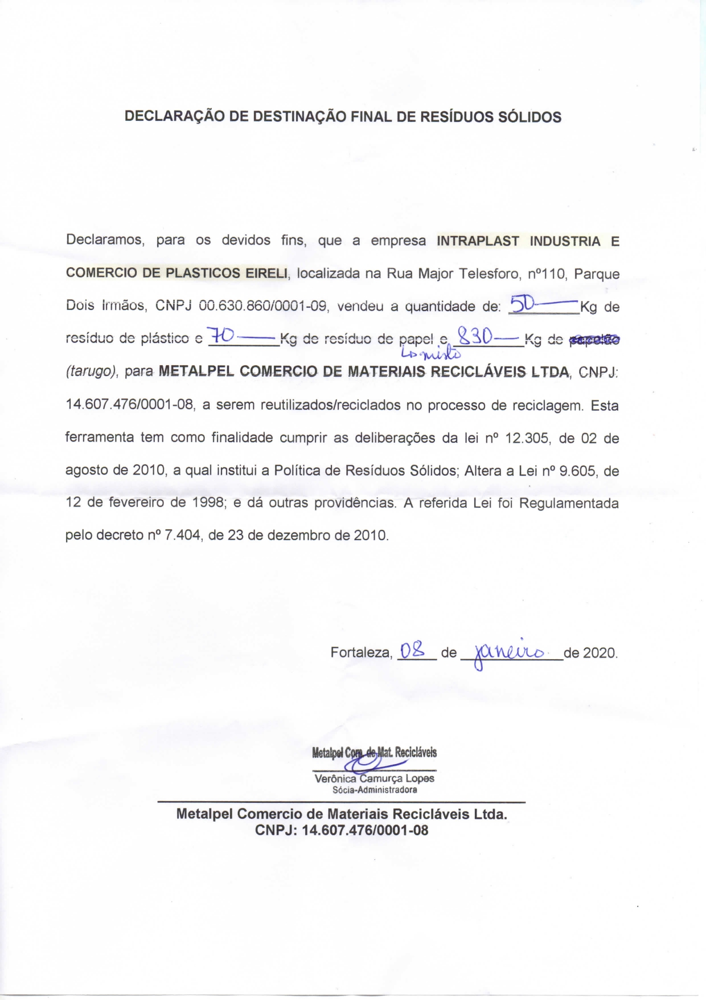 DECLARAÇÃO DE DESTINAÇÃO FINAL DE RESÍDUOS SÓLIDOS
Declaramos, para os devidos fins, que a empresa INTRAPLAST INDUSTRIA E
COMERCIO DE PLASTICOS EIRELI, localizada na Rua Major Telesforo, nº110, Parque
Dois Irmãos, CNPJ 00.630.860/0001-09, vendeu a quantidade de: 50 Kg de
resíduo de plástico e 70 Kg de resíduo de papel e 830 Kg de papelão
misto
(tarugo), para METALPEL COMERCIO DE MATERIAIS RECICLÁVEIS LTDA, CNPJ:
14.607.476/0001-08, a serem reutilizados/reciclados no processo de reciclagem. Esta
ferramenta tem como finalidade cumprir as deliberações da lei nº 12.305, de 02 de
agosto de 2010, a qual institui a Política de Resíduos Sólidos; Altera a Lei nº 9.605, de
12 de fevereiro de 1998; e dá outras providências. A referida Lei foi Regulamentada
pelo decreto nº 7.404, de 23 de dezembro de 2010.
Fortaleza, 08 de janeiro de 2020.
Metalpel Com. de Mat. Recicláveis
Verônica Camurça Lopes
Sócia-Administradora
Metalpel Comercio de Materiais Recicláveis Ltda.
CNPJ: 14.607.476/0001-08